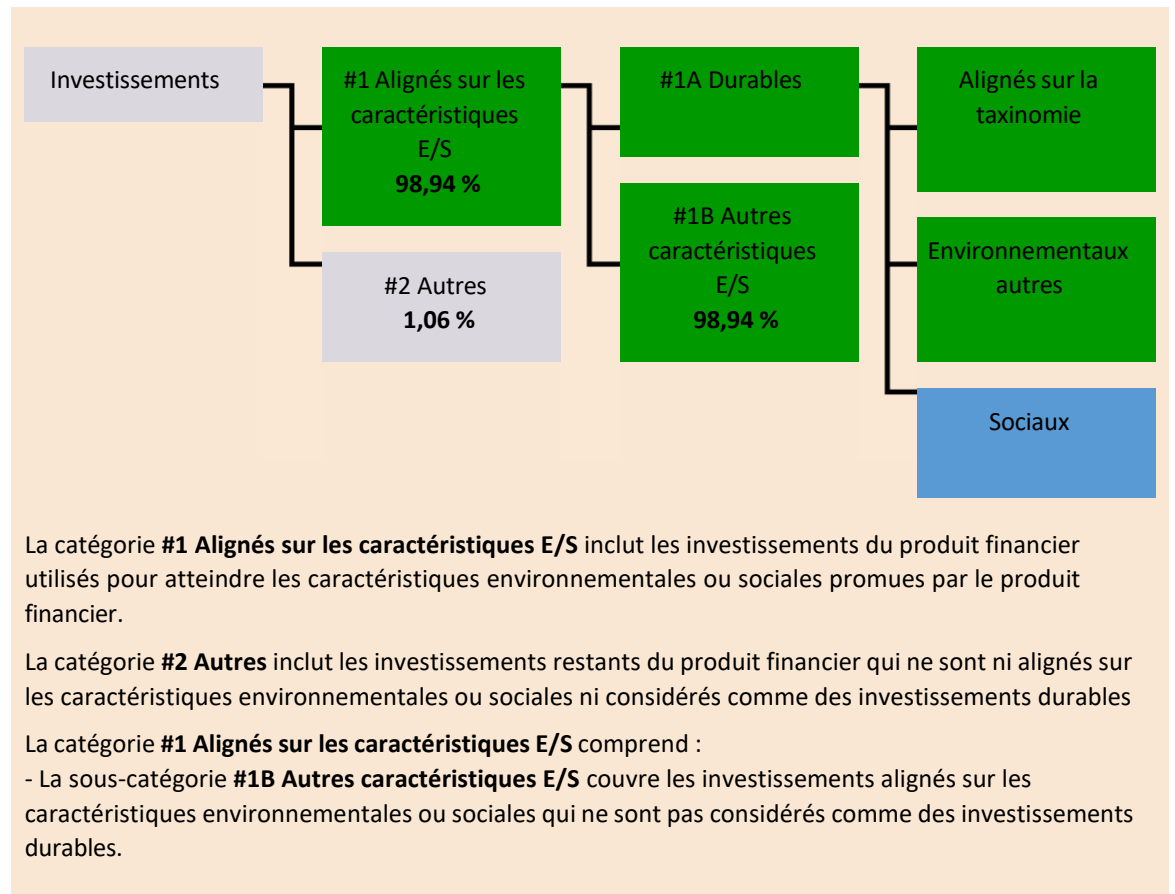 Investissements
#1 Alignés sur les
caractéristiques
E/S
98,94 %
#2 Autres
1,06 %
#1A Durables
#1B Autres
caractéristiques
E/S
98,94 %
Alignés sur la
taxinomie
Environnementaux
autres
Sociaux
La catégorie #1 Alignés sur les caractéristiques E/S inclut les investissements du produit financier
utilisés pour atteindre les caractéristiques environnementales ou sociales promues par le produit
financier.
La catégorie #2 Autres inclut les investissements restants du produit financier qui ne sont ni alignés sur
les caractéristiques environnementales ou sociales ni considérés comme des investissements durables
La catégorie #1 Alignés sur les caractéristiques E/S comprend :
- La sous-catégorie #1B Autres caractéristiques E/S couvre les investissements alignés sur les
caractéristiques environnementales ou sociales qui ne sont pas considérés comme des investissements
durables.